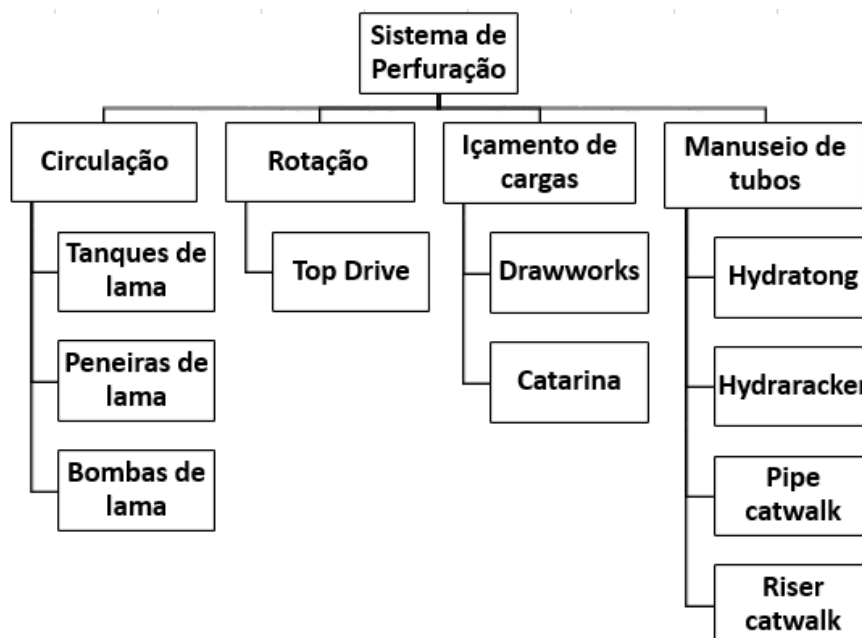 Sistema de
Perfuração
Circulação
Tanques de
lama
Peneiras de
lama
Bombas de
lama
Rotação
Top Drive
Içamento de
cargas
Drawworks
Catarina
Manuseio de
tubos
Hydratong
Hydraracker
Pipe
catwalk
Riser
catwalk